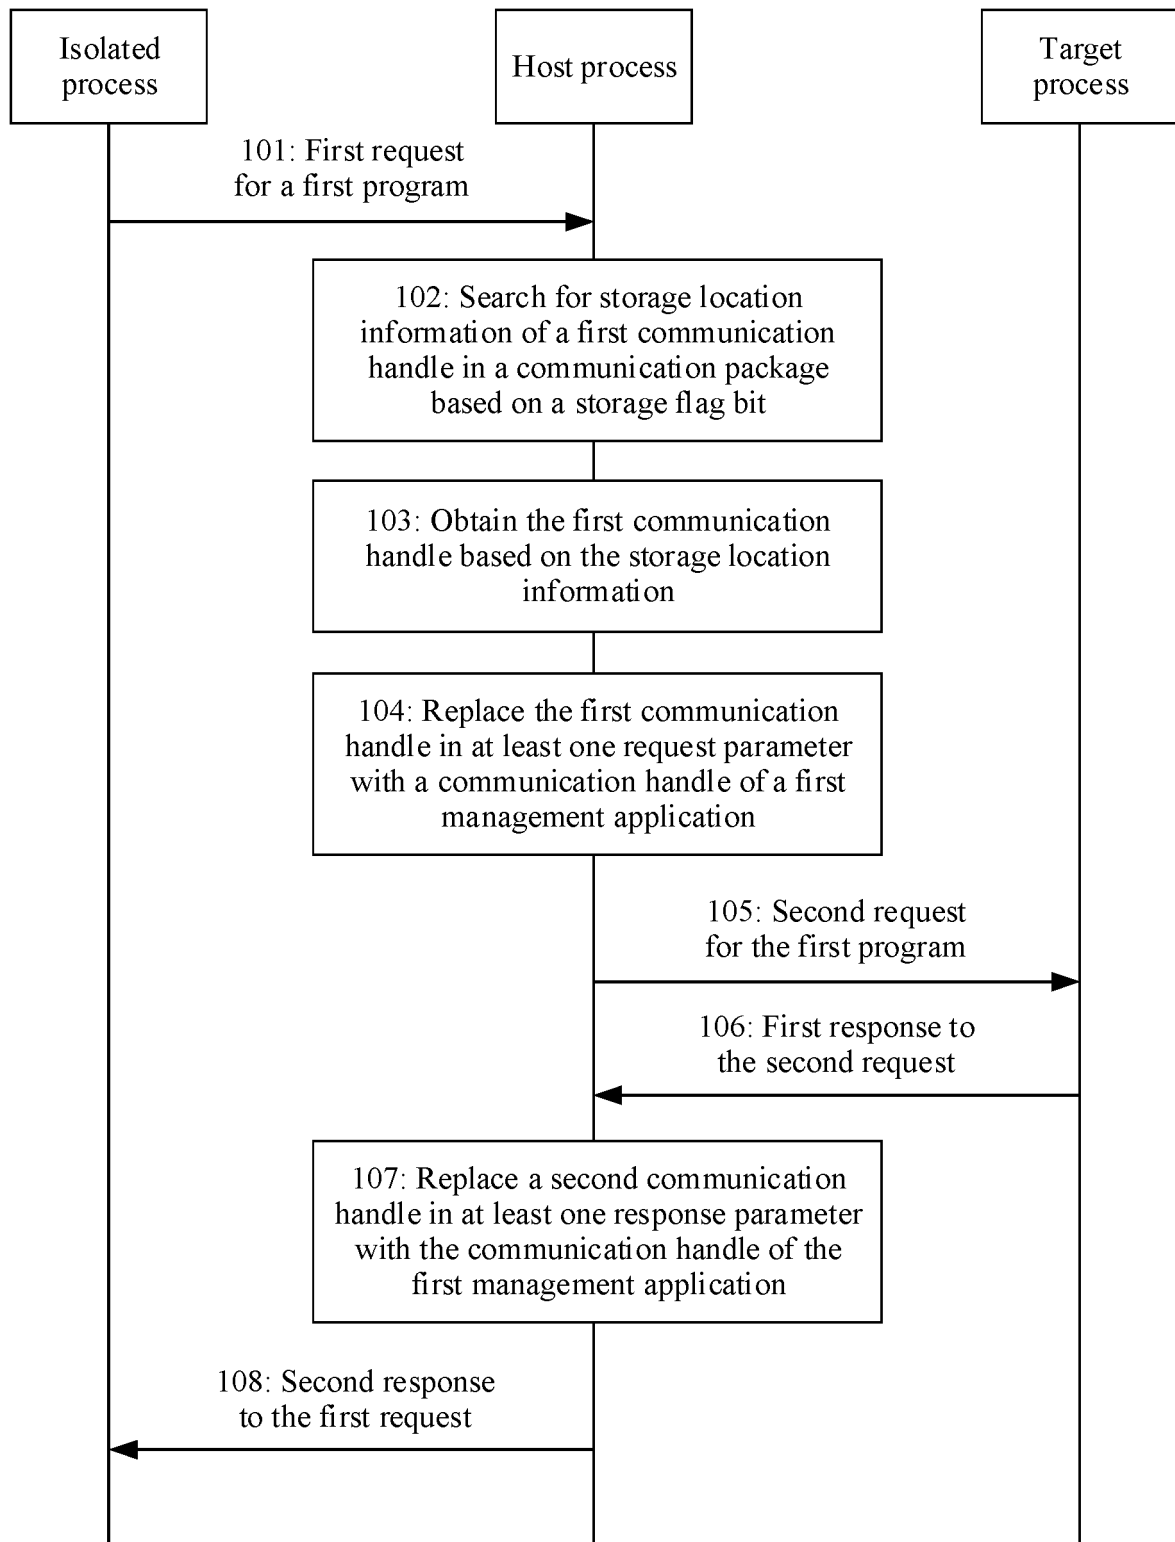 Isolated
process
Host process
Target
process
101: First request
for a first program
102: Search for storage location
information of a first communication
handle in a communication package
based on a storage flag bit
103: Obtain the first communication
handle based on the storage location
information
104: Replace the first communication
handle in at least one request parameter
with a communication handle of a first
management application
105: Second request
for the first program
106: First response to
the second request
107: Replace a second communication
handle in at least one response parameter
with the communication handle of the
first management application
108: Second response
to the first request